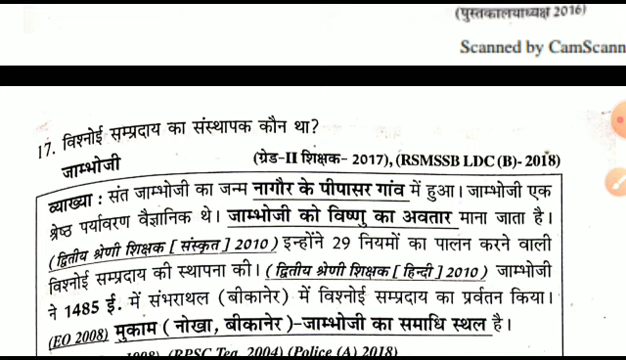 (पुस्तकालयाध्यक्ष 2016)
Scanned by CamScann
17. विश्नोई सम्प्रदाय का संस्थापक कौन था?
जाम्भोजी
(ग्रेड-II शिक्षक- 2017), (RSMSSB LDC (B)- 2018)
व्याख्या : संत जाम्भोजी का जन्म नागौर के पीपासर गांव में हुआ। जाम्भोजी एक
श्रेष्ठ पर्यावरण वैज्ञानिक थे। जाम्भोजी को विष्णु का अवतार माना जाता है।
(द्वितीय श्रेणी शिक्षक [ संस्कृत ] 2010) इन्होंने 29 नियमों का पालन करने वाली
विश्नोई सम्प्रदाय की स्थापना की। (द्वितीय श्रेणी शिक्षक [ हिन्दी ] 2010) जाम्भोजी
ने 1485 ई. में संभराथल (बीकानेर) में विश्नोई सम्प्रदाय का प्रवर्तन किया।
(EO 2008) मुकाम ( नोखा, बीकानेर )-जाम्भोजी का समाधि स्थल है।
(RPSC Tea. 2004) (Police (A) 2018)